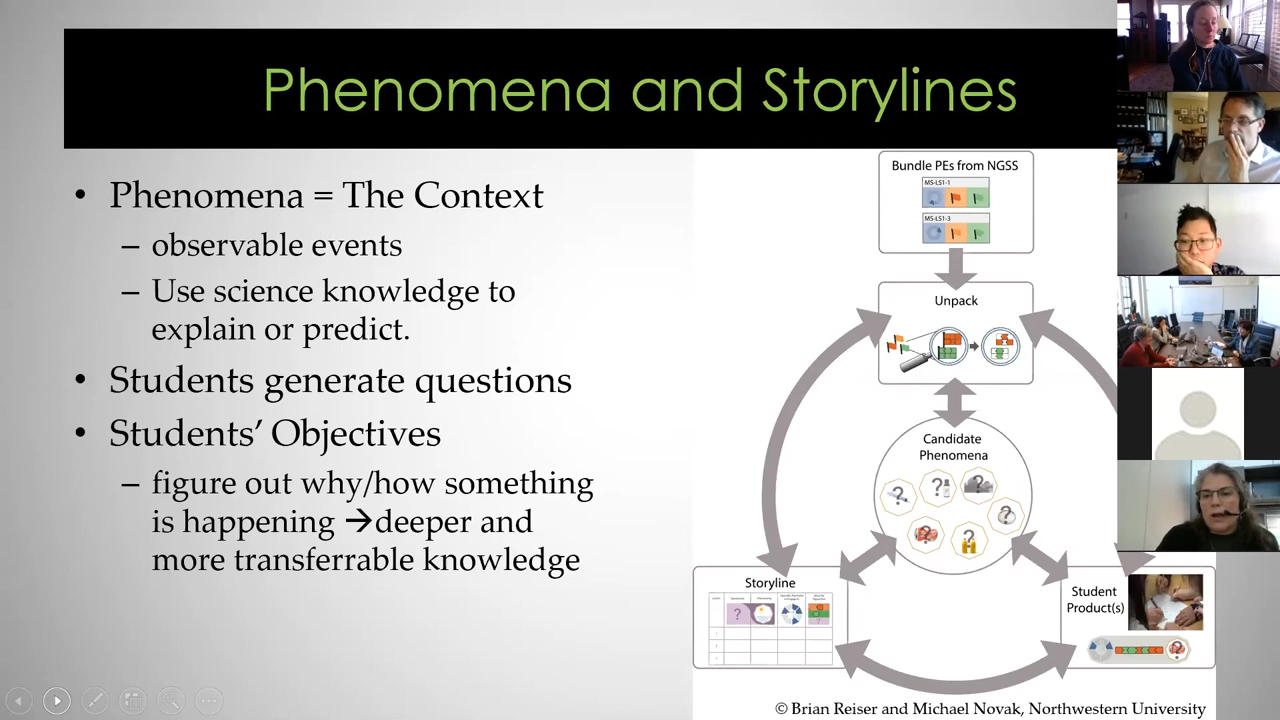 Phenomena and Storylines
• Phenomena = The Context
– observable events
– Use science knowledge to
explain or predict.
• Students generate questions
• Students’ Objectives
– figure out why/how something
is happening →deeper and
more transferrable knowledge
Bundle PEs from NGSS
MS-LS1-1
MS-LS1-3
Unpack
Candidate
Phenomena
Storyline
Student
Product(s)
© Brian Reiser and Michael Novak, Northwestern University